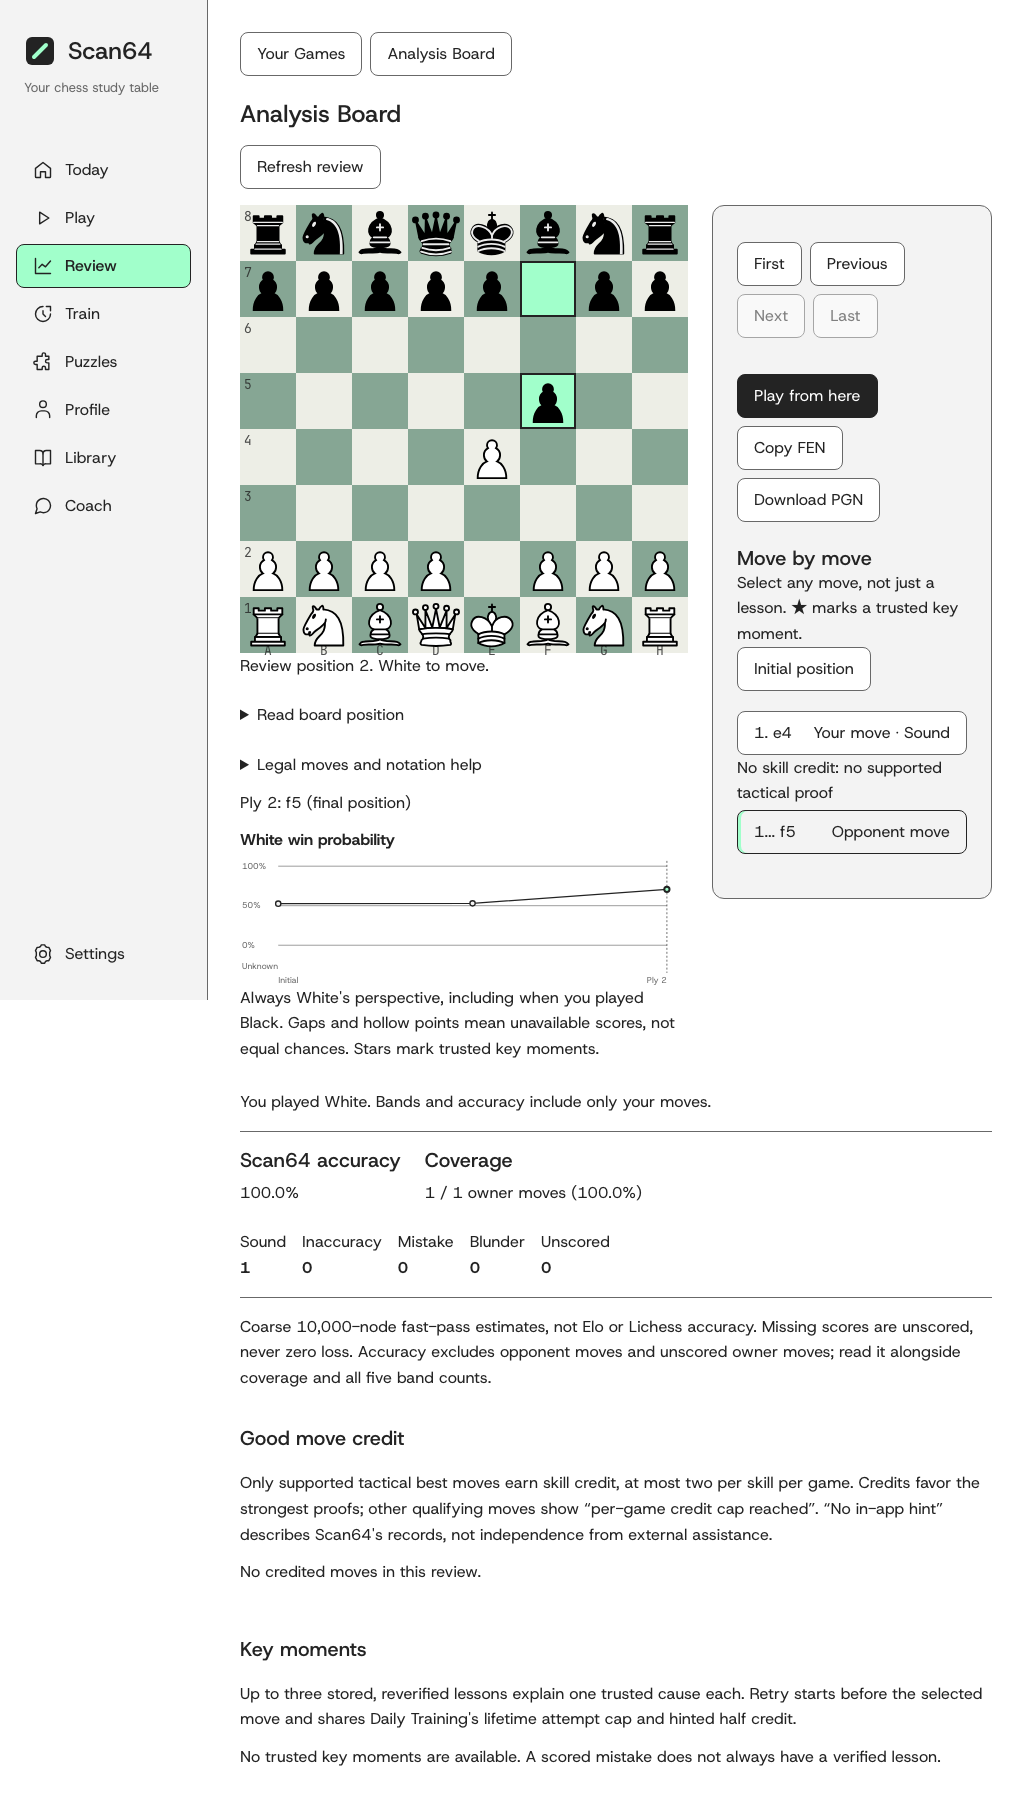 Scan64
Your chess study table
Today
Play
Review
Train
Puzzles
Profile
Library
Coach
Settings
Your Games
Analysis Board
Analysis Board
Refresh review
8
7
6
5
4
3
2
1
A B C D E F G H
Review position 2. White to move.
Read board position
Legal moves and notation help
Ply 2: f5 (final position)
White win probability
100%
50%
0%
Unknown
Initial
Ply 2
Always White's perspective, including when you played
Black. Gaps and hollow points mean unavailable scores, not
equal chances. Stars mark trusted key moments.
First
Previous
Next
Last
Play from here
Copy FEN
Download PGN
Move by move
Select any move, not just a
lesson. ★ marks a trusted key
moment.
Initial position
1. e4 Your move · Sound
No skill credit: no supported
tactical proof
1... f5 Opponent move
You played White. Bands and accuracy include only your moves.
Scan64 accuracy Coverage
100.0% 1 / 1 owner moves (100.0%)
Sound Inaccuracy Mistake Blunder Unscored
1 0 0 0 0
Coarse 10,000-node fast-pass estimates, not Elo or Lichess accuracy. Missing scores are unscored,
never zero loss. Accuracy excludes opponent moves and unscored owner moves; read it alongside
coverage and all five band counts.
Good move credit
Only supported tactical best moves earn skill credit, at most two per skill per game. Credits favor the
strongest proofs; other qualifying moves show “per-game credit cap reached”. “No in-app hint”
describes Scan64's records, not independence from external assistance.
No credited moves in this review.
Key moments
Up to three stored, reverified lessons explain one trusted cause each. Retry starts before the selected
move and shares Daily Training's lifetime attempt cap and hinted half credit.
No trusted key moments are available. A scored mistake does not always have a verified lesson.